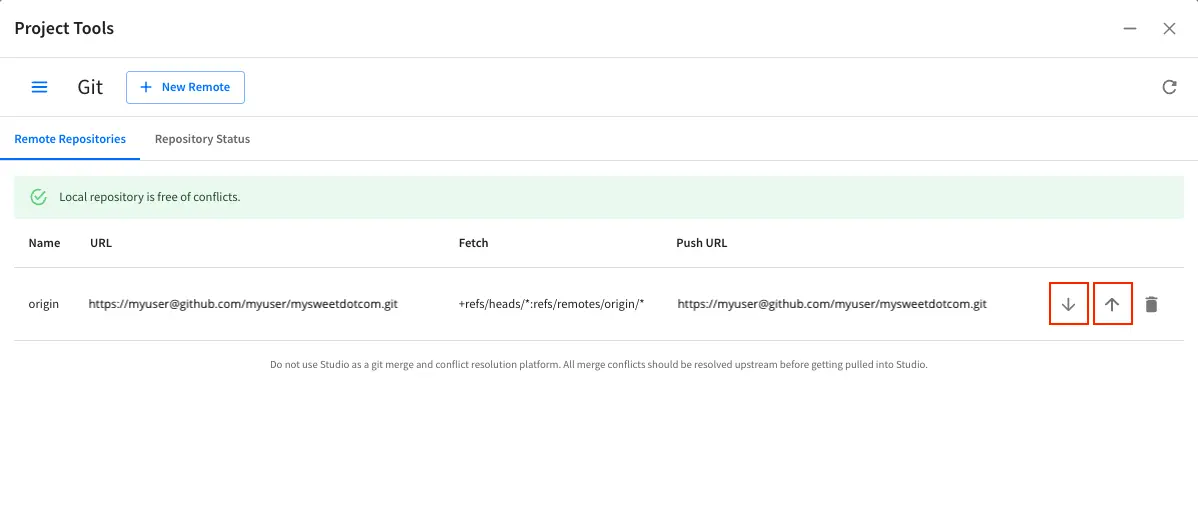 Project Tools
Git
New Remote
Remote Repositories
Repository Status
Local repository is free of conflicts.
Name URL Fetch Push URL
origin https://myuser@github.com/myuser/mysweetdotcom.git +refs/heads/*:refs/remotes/origin/* https://myuser@github.com/myuser/mysweetdotcom.git
Do not use Studio as a git merge and conflict resolution platform. All merge conflicts should be resolved upstream before getting pulled into Studio.